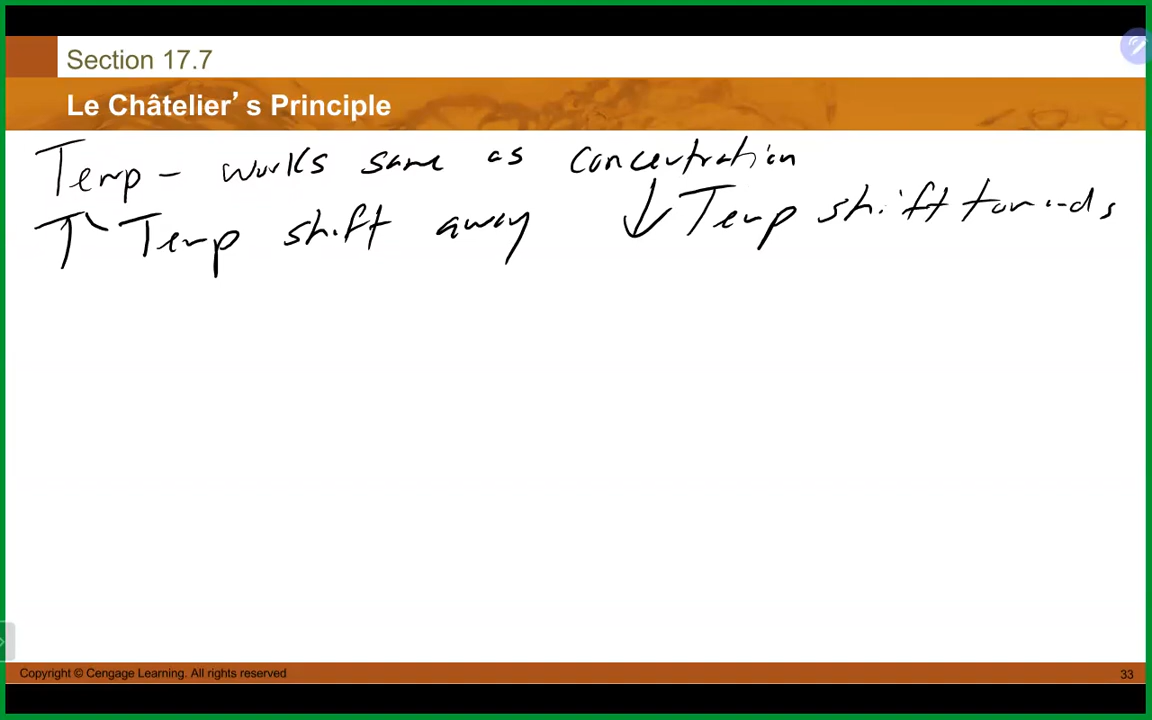 Section 17.7
Le Châtelier's Principle
Temp - works same as concentration
↑ Temp shift away ↓ Temp shift towards
Copyright © Cengage Learning. All rights reserved
33